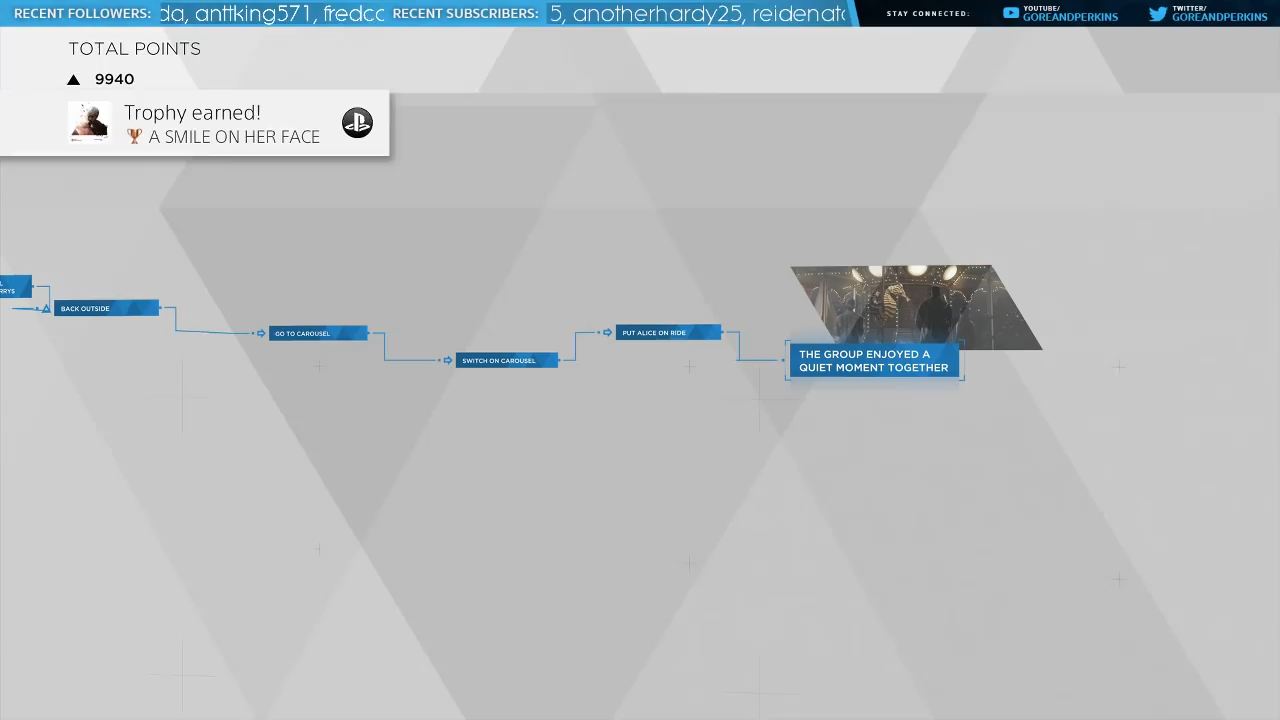 RECENT FOLLOWERS: da, anttking571, fredcc RECENT SUBSCRIBERS: 5, anotherhardy25, reidenato STAY CONNECTED: YOUTUBE/ GOREANDPERKINS TWITTER/ GOREANDPERKINS
TOTAL POINTS
9940
Trophy earned!
A SMILE ON HER FACE
RRYS
BACK OUTSIDE
GO TO CAROUSEL
SWITCH ON CAROUSEL
PUT ALICE ON RIDE
THE GROUP ENJOYED A
QUIET MOMENT TOGETHER